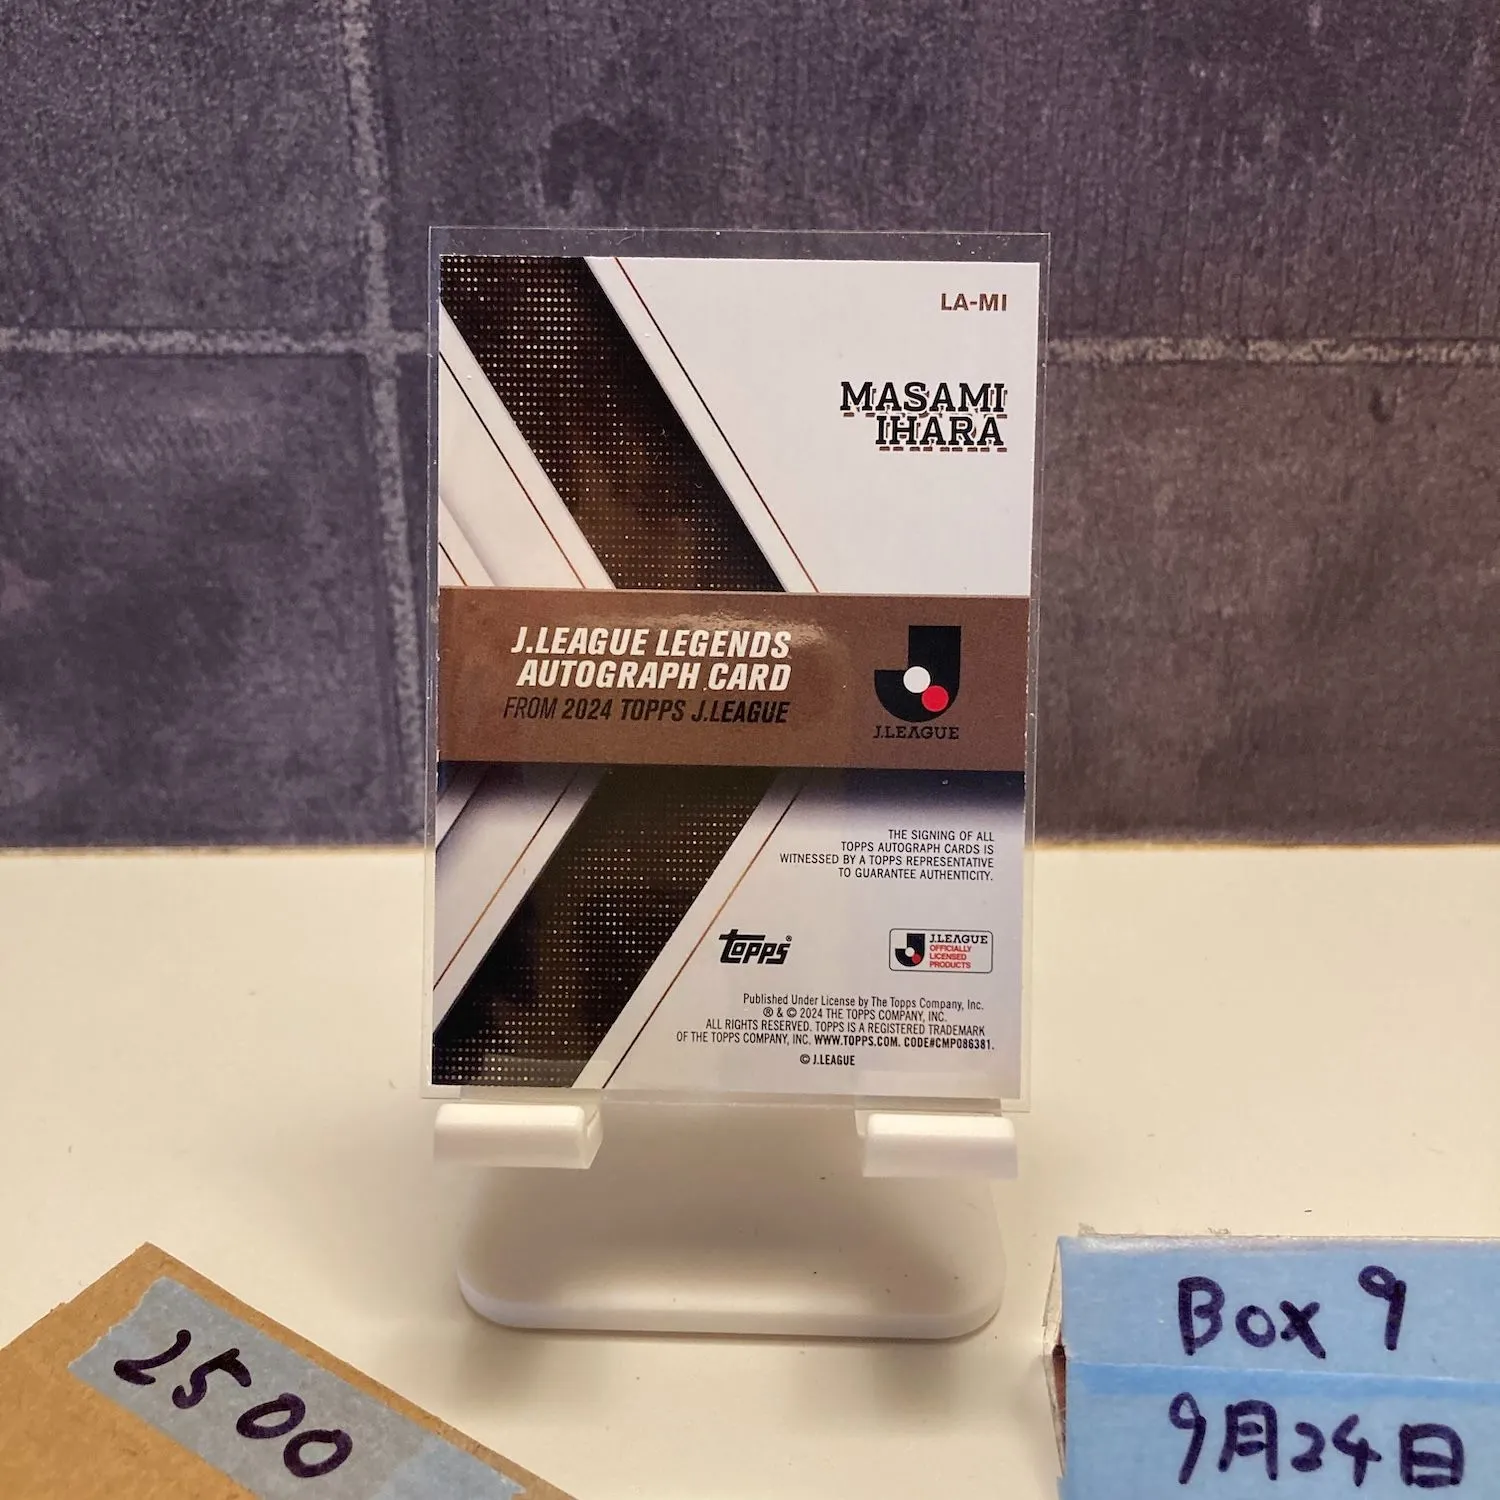 LA-MI
MASAMI
IHARA
J.LEAGUE LEGENDS
AUTOGRAPH CARD
FROM 2024 TOPPS J.LEAGUE
J.LEAGUE
THE SIGNING OF ALL
TOPPS AUTOGRAPH CARDS IS
WITNESSED BY A TOPPS REPRESENTATIVE
TO GUARANTEE AUTHENTICITY.
topps®
J.LEAGUE
OFFICIALLY
LICENSED
PRODUCTS
Published Under License by The Topps Company, Inc.
® & © 2024 THE TOPPS COMPANY, INC.
ALL RIGHTS RESERVED. TOPPS IS A REGISTERED TRADEMARK
OF THE TOPPS COMPANY, INC. WWW.TOPPS.COM. CODE#CMP086381.
© J.LEAGUE
2500
Box 9
9月24日